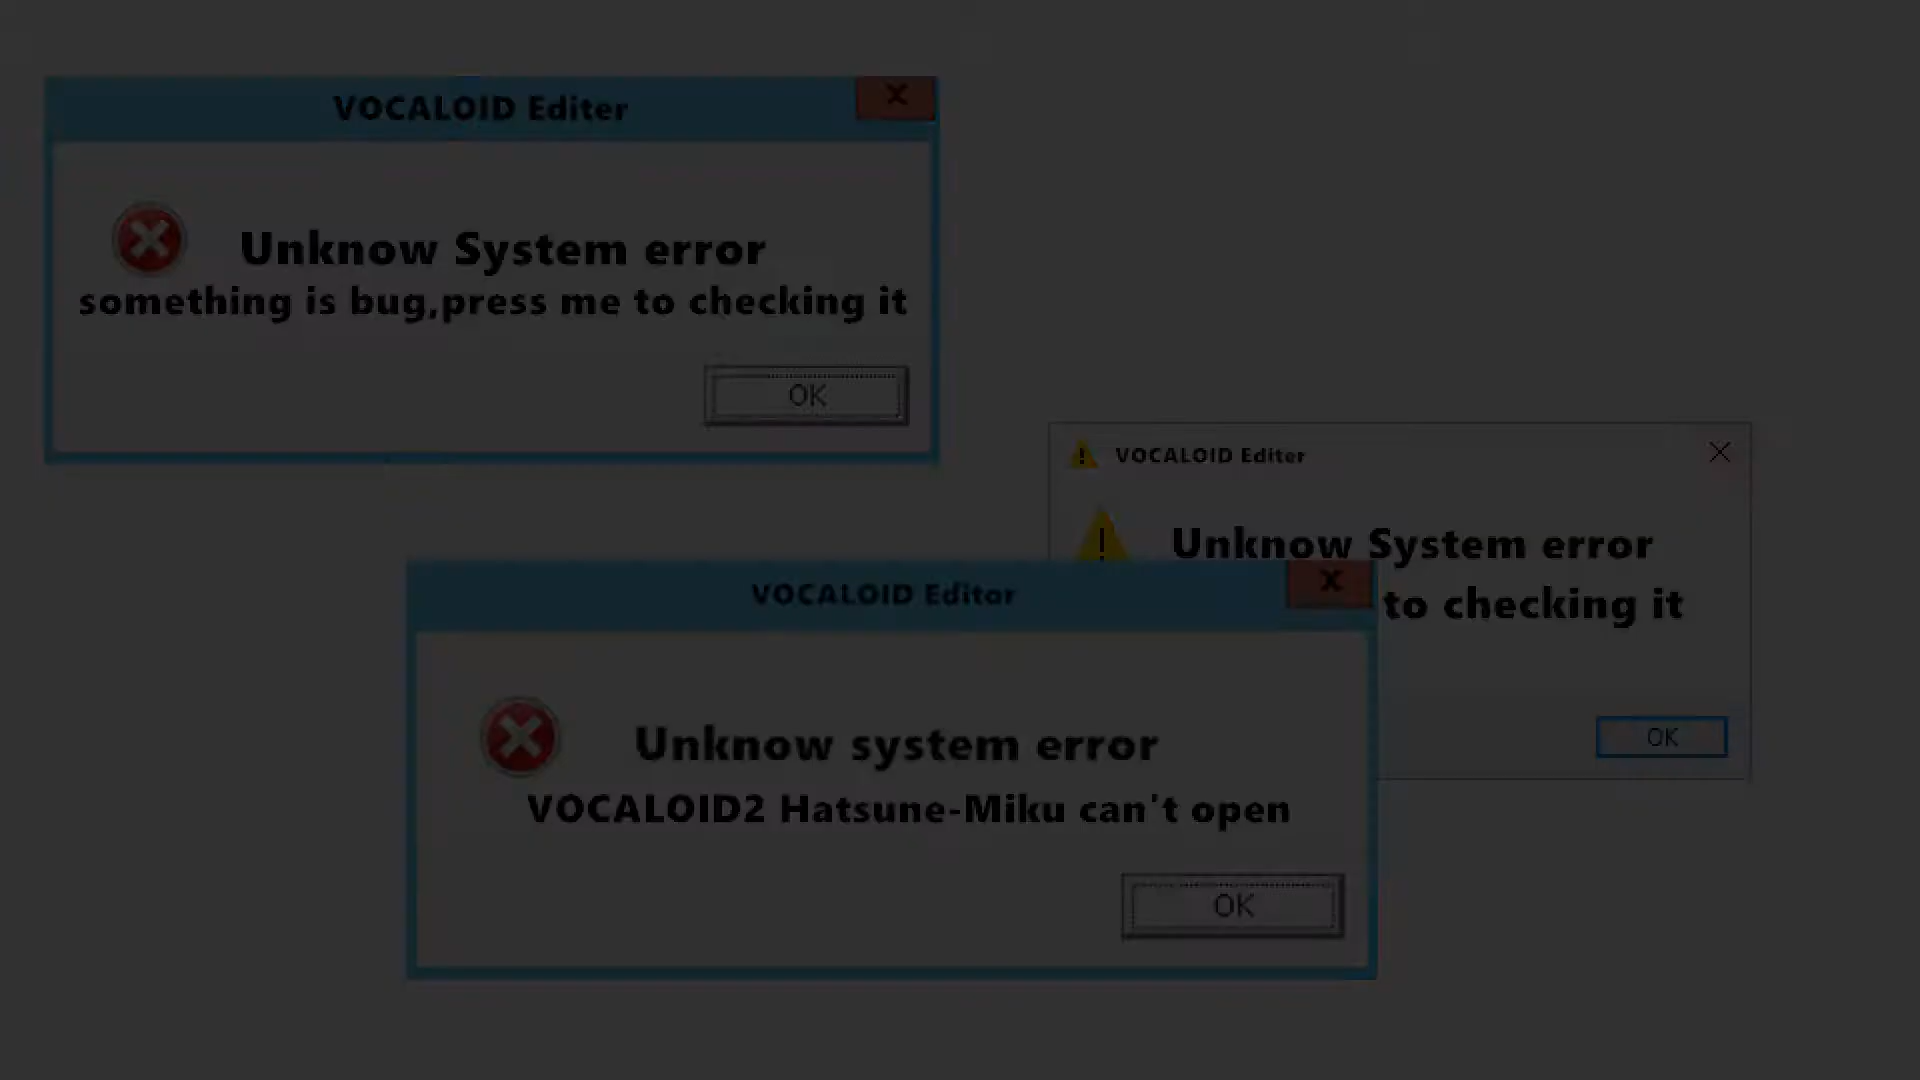 VOCALOID Editer
X
Unknow System error
something is bug,press me to checking it
OK
VOCALOID Editer
Unknow System error
to checking it
OK
VOCALOID Editor
X
Unknow system error
VOCALOID2 Hatsune-Miku can't open
OK